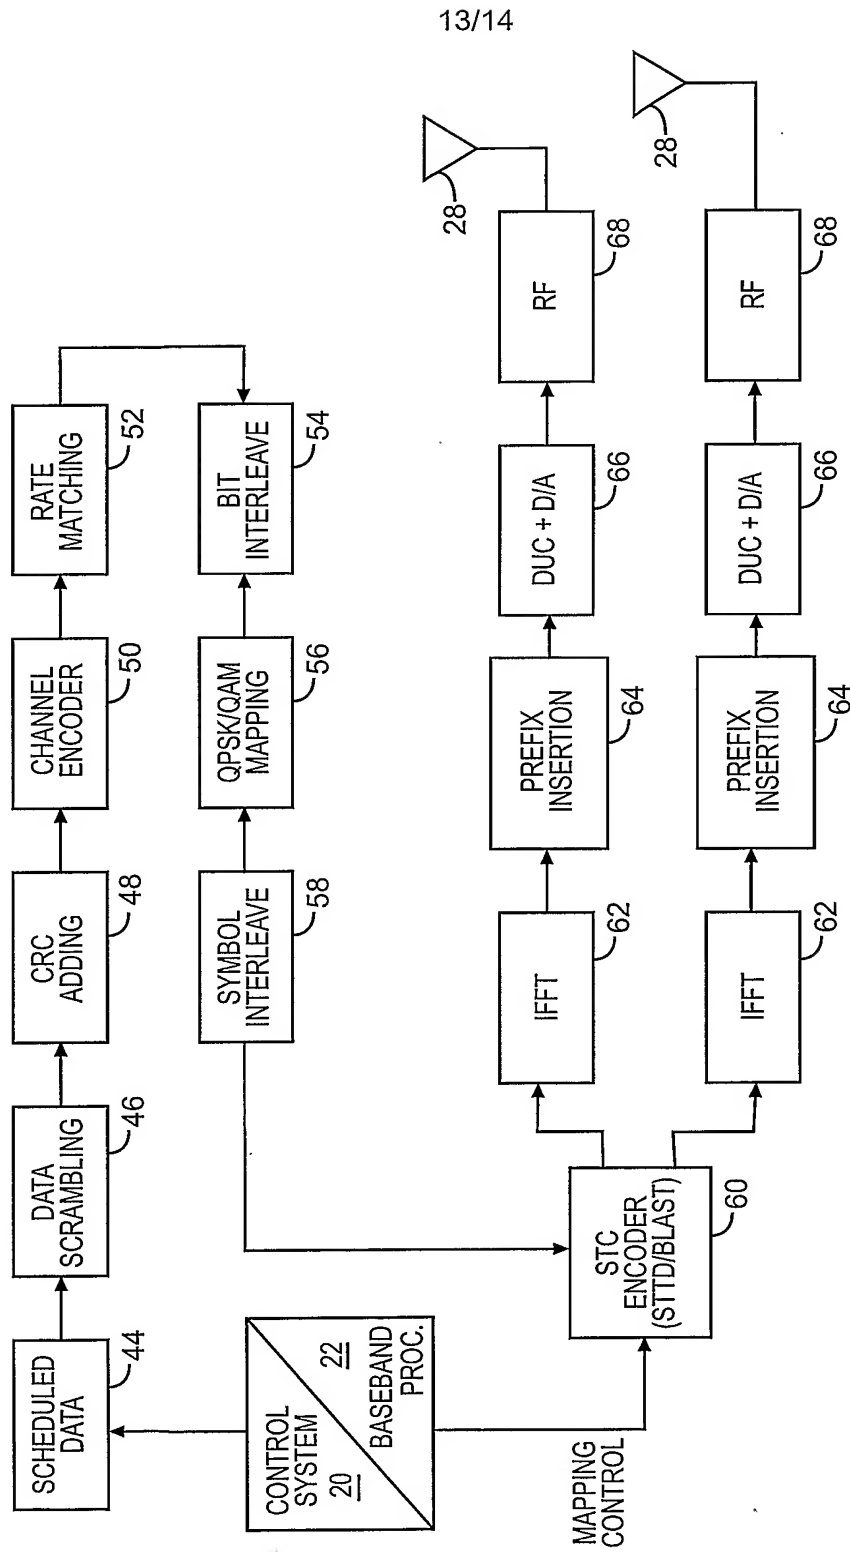 13/14
SCHEDULED
DATA
44
DATA
SCRAMBLING
46
CRC
ADDING
48
CHANNEL
ENCODER
50
RATE
MATCHING
52
BIT
INTERLEAVE
54
QPSK/QAM
MAPPING
56
SYMBOL
INTERLEAVE
58
CONTROL
SYSTEM
20
22
BASEBAND
PROC.
MAPPING
CONTROL
STC
ENCODER
(STTD/BLAST)
60
IFFT
62
PREFIX
INSERTION
64
DUC + D/A
66
RF
68
28
IFFT
62
PREFIX
INSERTION
64
DUC + D/A
66
RF
68
28